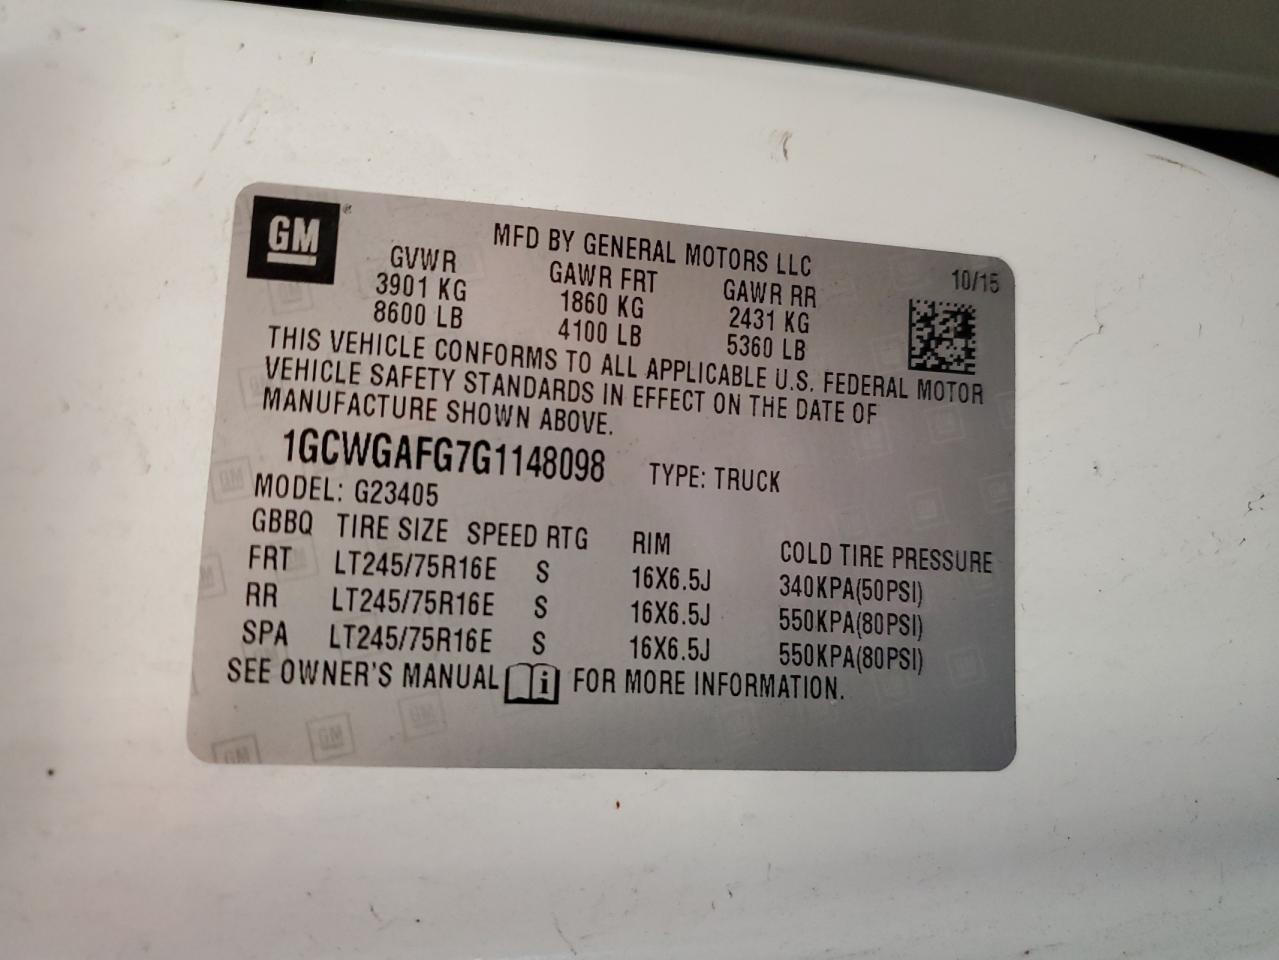 GM
MFD BY GENERAL MOTORS LLC
10/15
GVWR GAWR FRT GAWR RR
3901 KG 1860 KG 2431 KG
8600 LB 4100 LB 5360 LB
THIS VEHICLE CONFORMS TO ALL APPLICABLE U.S. FEDERAL MOTOR
VEHICLE SAFETY STANDARDS IN EFFECT ON THE DATE OF
MANUFACTURE SHOWN ABOVE.
1GCWGAFG7G1148098 TYPE: TRUCK
MODEL: G23405
GBBQ TIRE SIZE SPEED RTG RIM COLD TIRE PRESSURE
FRT LT245/75R16E S 16X6.5J 340KPA(50PSI)
RR LT245/75R16E S 16X6.5J 550KPA(80PSI)
SPA LT245/75R16E S 16X6.5J 550KPA(80PSI)
SEE OWNER'S MANUAL i FOR MORE INFORMATION.